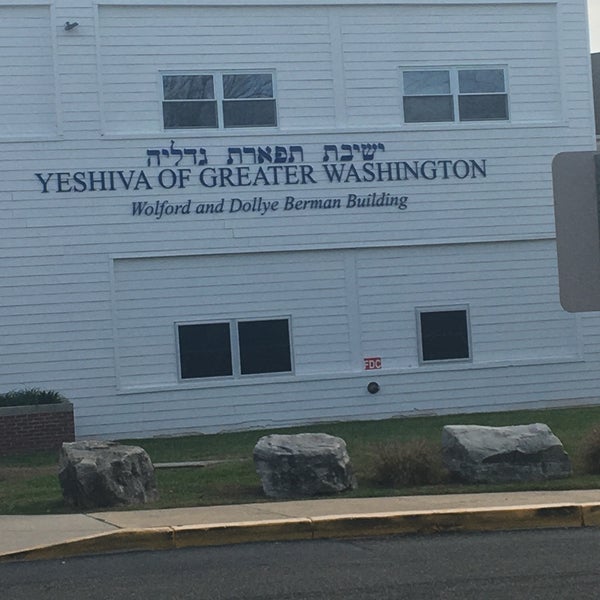 ישיבת תפארת גדליה
YESHIVA OF GREATER WASHINGTON
Wolford and Dollye Berman Building
FDC